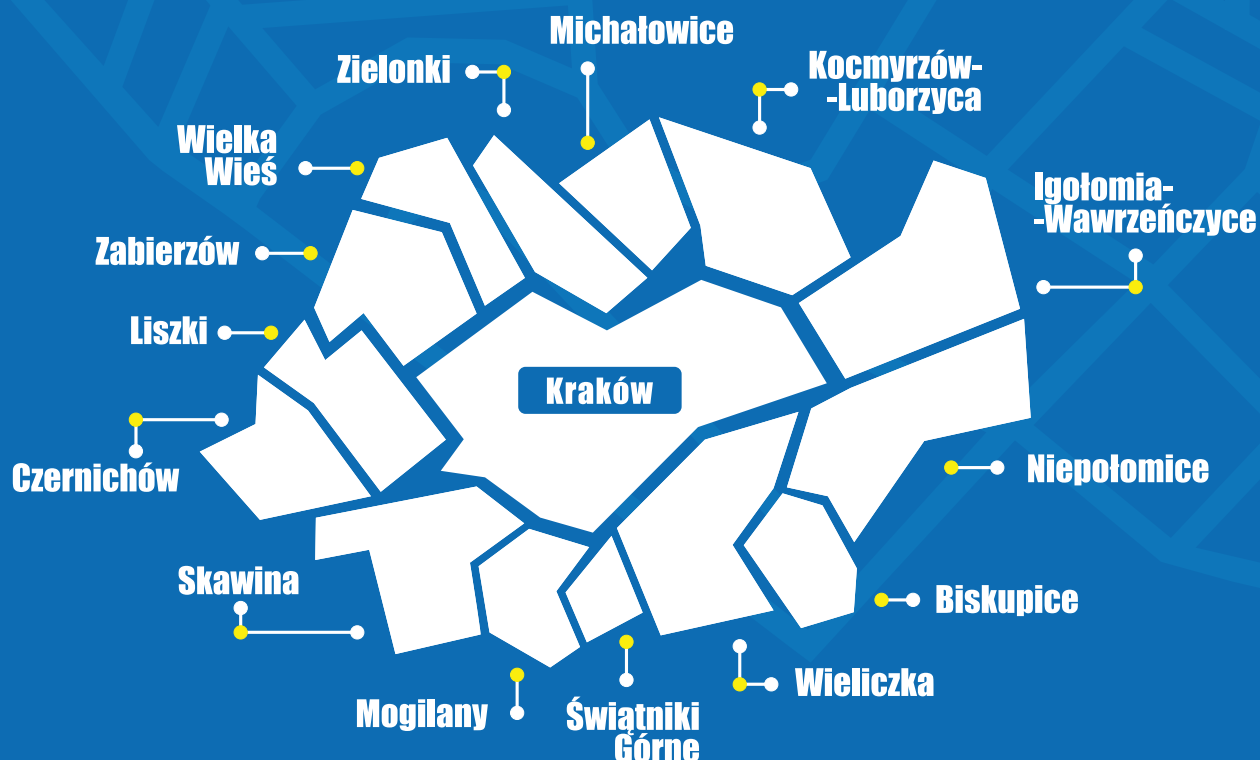 Michałowice
Zielonki
Kocmyrzów-
-Luborzyca
Wielka
Wieś
Igołomia-
-Wawrzeńczyce
Zabierzów
Liszki
Kraków
Czernichów
Niepołomice
Skawina
Biskupice
Wieliczka
Mogilany
Świątniki
Górne